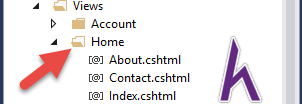 Views
Account
Home
[@] About.cshtml
[@] Contact.cshtml
[@] Index.cshtml
h